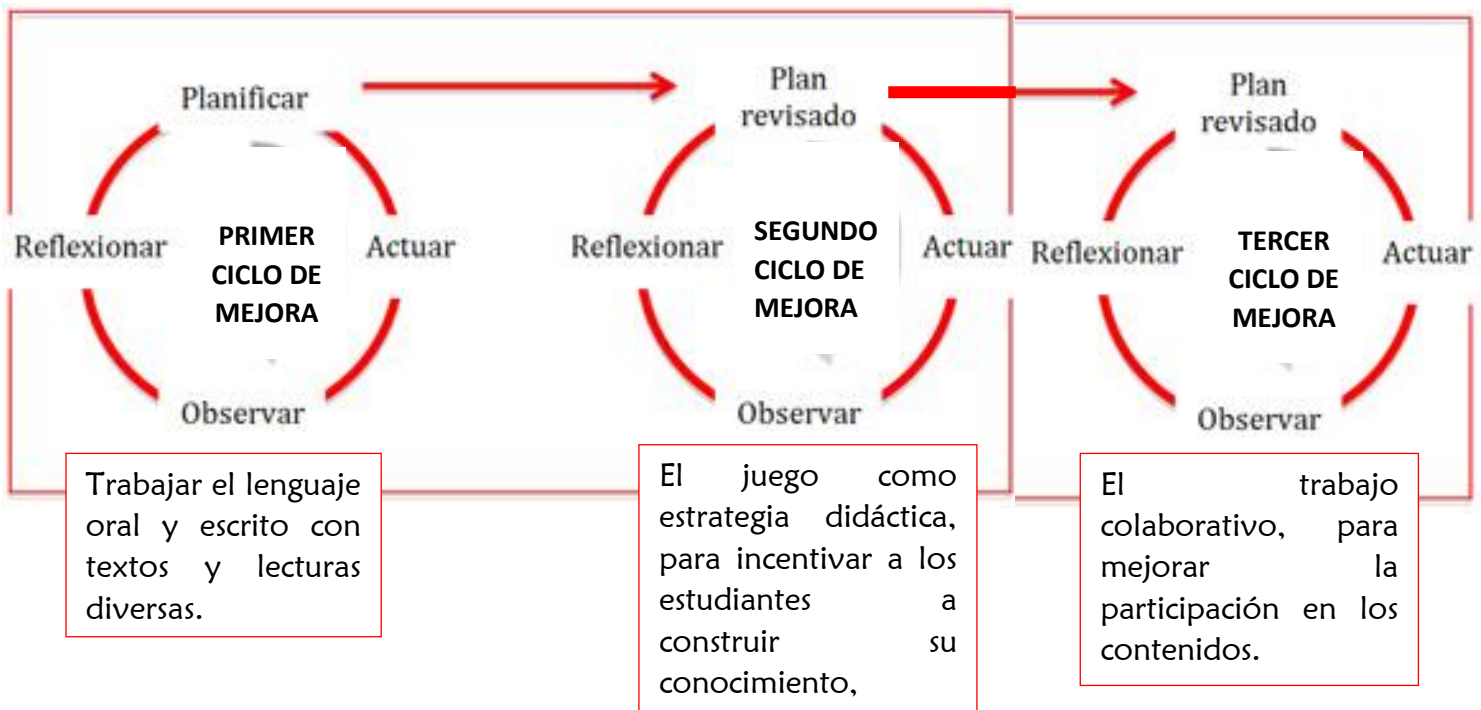 Planificar
Reflexionar
PRIMER
CICLO DE
MEJORA
Actuar
Observar
Trabajar el lenguaje
oral y escrito con
textos y lecturas
diversas.
Plan
revisado
Reflexionar
SEGUNDO
CICLO DE
MEJORA
Actuar
Observar
El juego como
estrategia didáctica,
para incentivar a los
estudiantes a
construir su
conocimiento,
Plan
revisado
Reflexionar
TERCER
CICLO DE
MEJORA
Actuar
Observar
El trabajo
colaborativo, para
mejorar la
participación en los
contenidos.